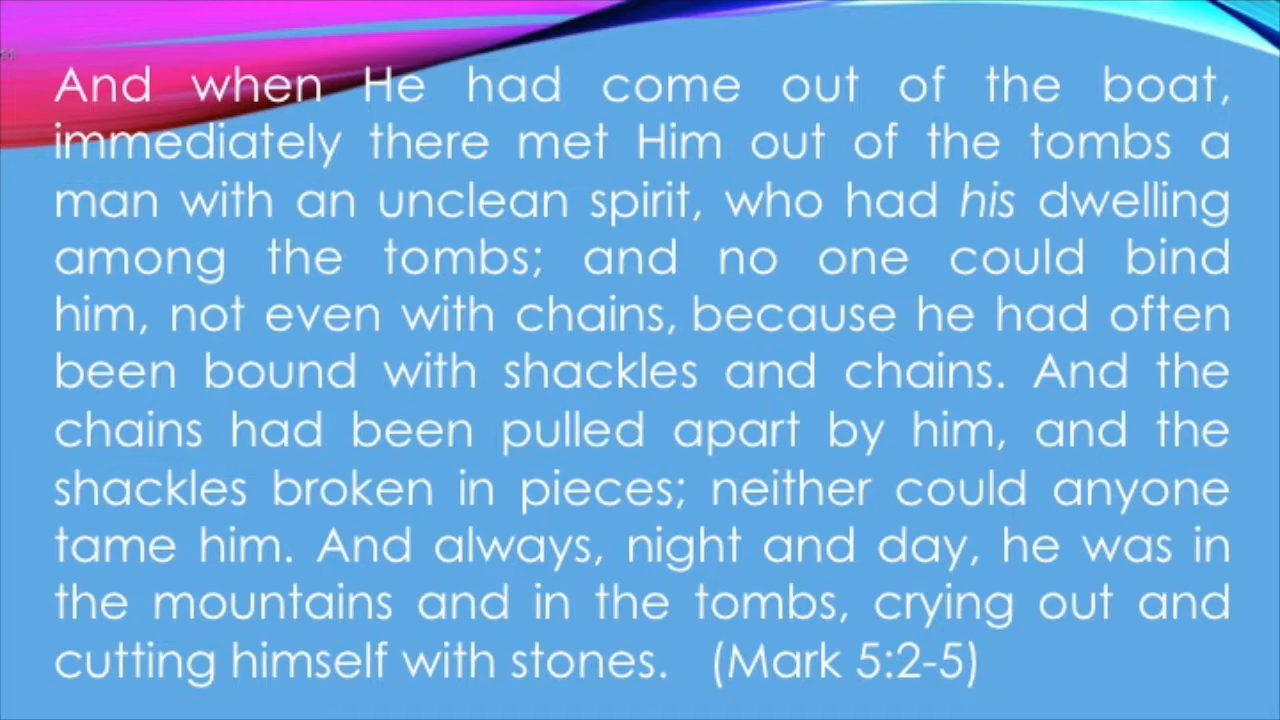 And when He had come out of the boat,
immediately there met Him out of the tombs a
man with an unclean spirit, who had his dwelling
among the tombs; and no one could bind
him, not even with chains, because he had often
been bound with shackles and chains. And the
chains had been pulled apart by him, and the
shackles broken in pieces; neither could anyone
tame him. And always, night and day, he was in
the mountains and in the tombs, crying out and
cutting himself with stones. (Mark 5:2-5)